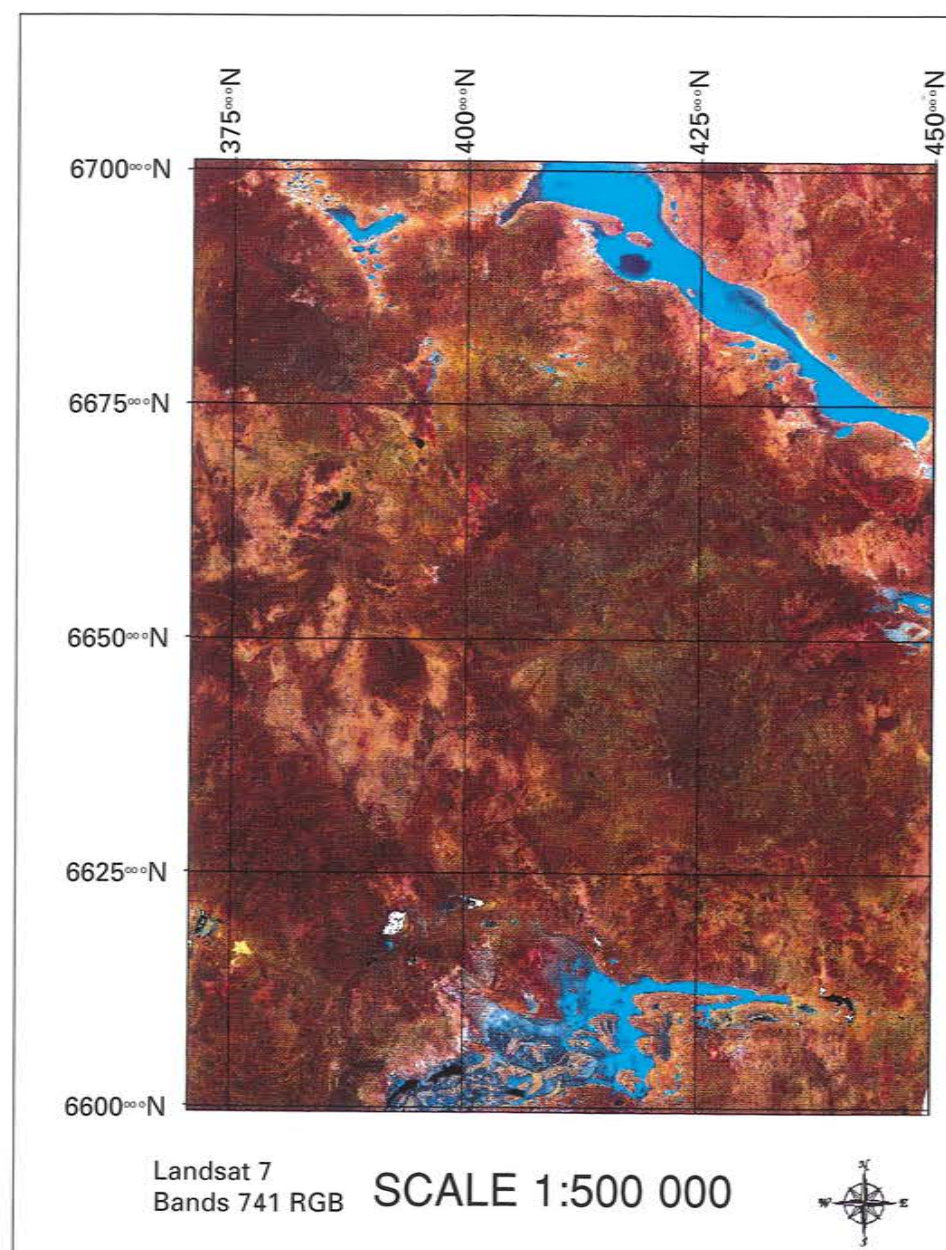 375ººº N
400ººº N
425ººº N
450ººº N
6700ººº N
6675ººº N
6650ººº N
6625ººº N
6600ººº N
Landsat 7
Bands 741 RGB
SCALE 1:500 000
N
W E
S